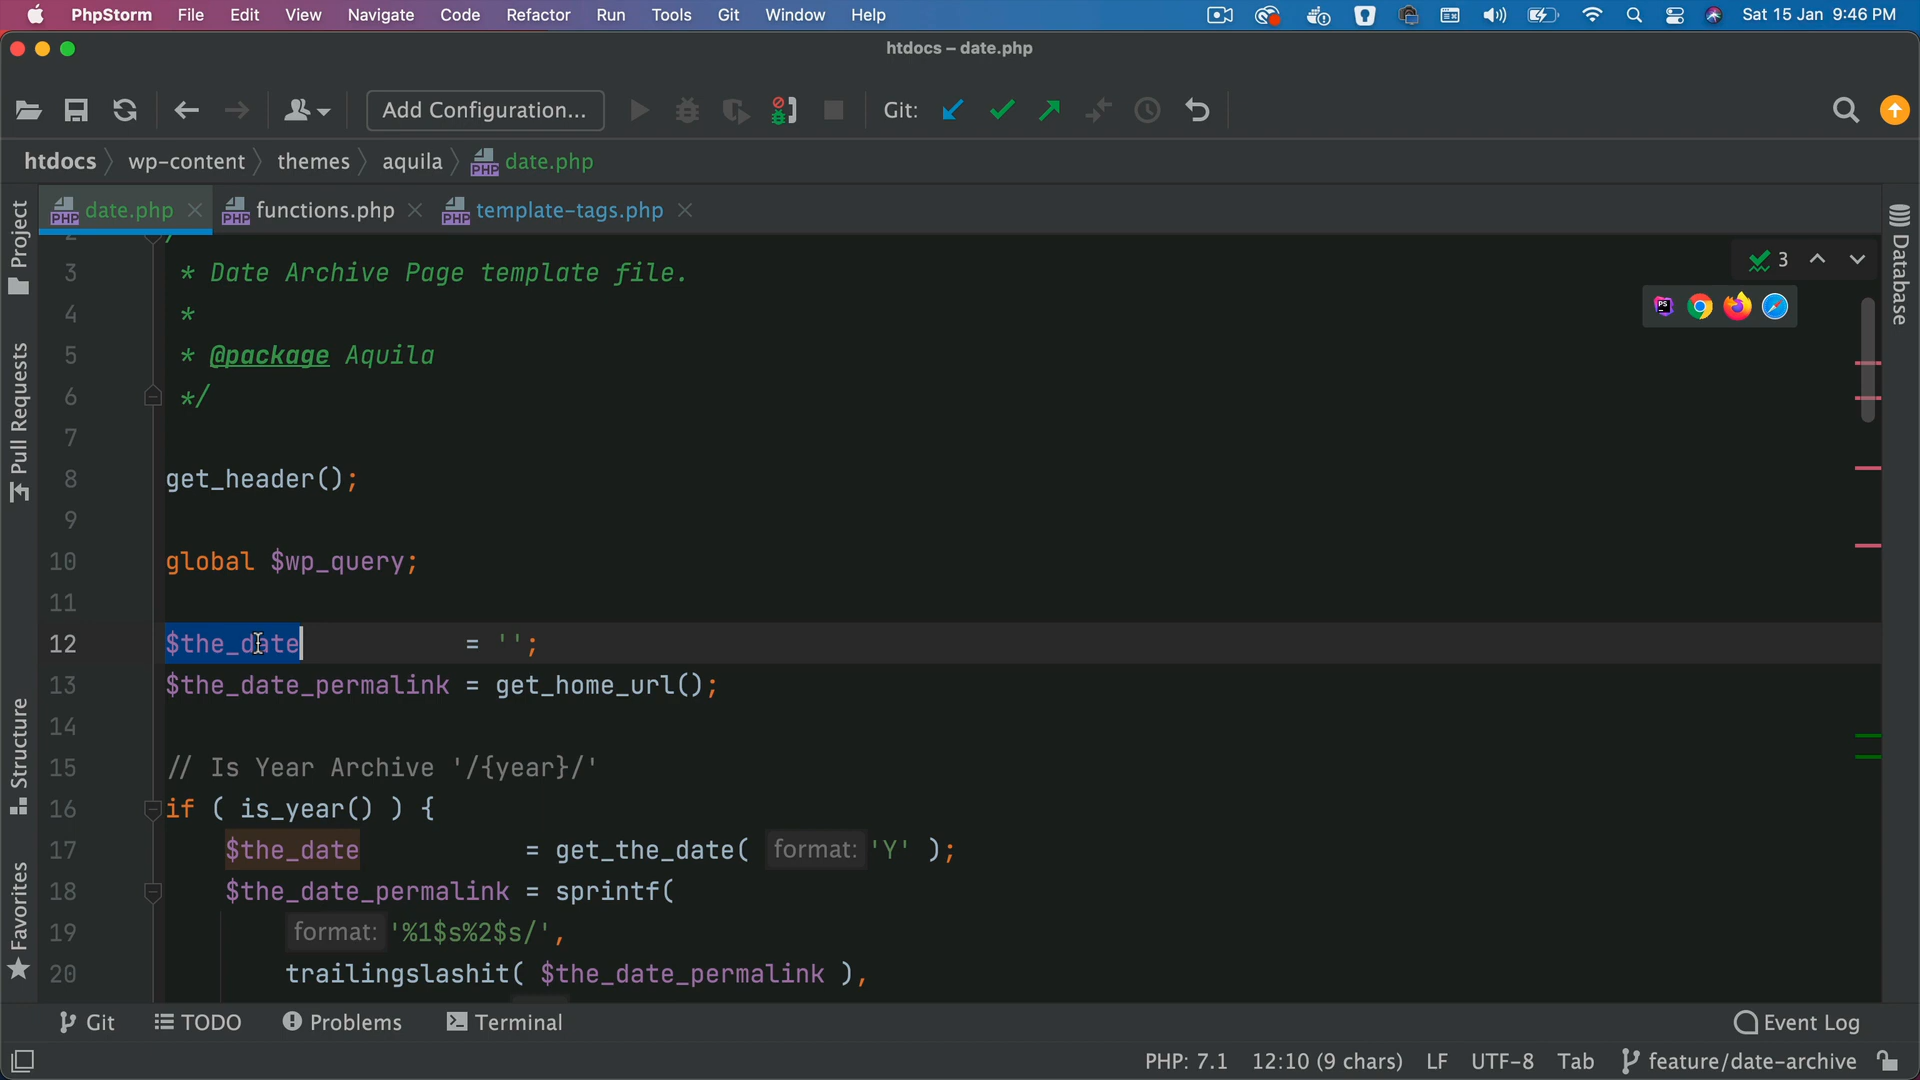 PhpStorm File Edit View Navigate Code Refactor Run Tools Git Window Help Sat 15 Jan 9:46 PM
htdocs – date.php
Add Configuration... Git:
htdocs wp-content themes aquila date.php
date.php functions.php template-tags.php
Project
Pull Requests
Structure
Favorites
Database
3
2
3 * Date Archive Page template file.
4 *
5 * @package Aquila
6 */
7
8 get_header();
9
10 global $wp_query;
11
12 $the_date = '';
13 $the_date_permalink = get_home_url();
14
15 // Is Year Archive '/{year}/'
16 if ( is_year() ) {
17 $the_date = get_the_date( format: 'Y' );
18 $the_date_permalink = sprintf(
19 format: '%1$s%2$s/',
20 trailingslashit( $the_date_permalink ),
Git TODO Problems Terminal Event Log
PHP: 7.1 12:10 (9 chars) LF UTF-8 Tab feature/date-archive